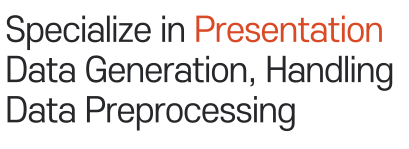 Specialize in Presentation
Data Generation, Handling
Data Preprocessing